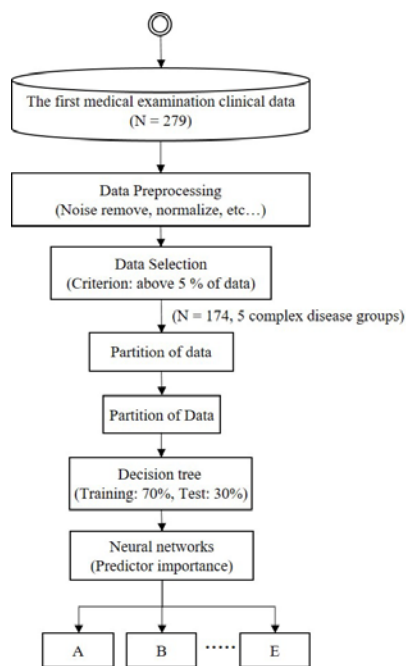 The first medical examination clinical data
(N = 279)
Data Preprocessing
(Noise remove, normalize, etc…)
Data Selection
(Criterion: above 5 % of data)
(N = 174, 5 complex disease groups)
Partition of data
Partition of Data
Decision tree
(Training: 70%, Test: 30%)
Neural networks
(Predictor importance)
A B ..... E